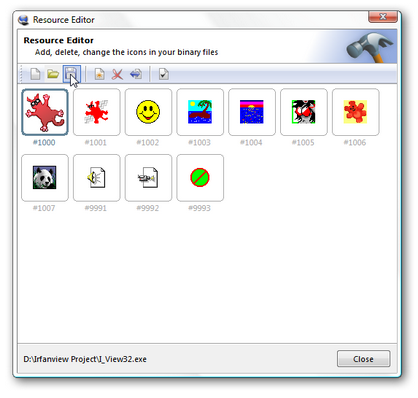 Resource Editor
Resource Editor
Add, delete, change the icons in your binary files
#1000 #1001 #1002 #1003 #1004 #1005 #1006
#1007 #9991 #9992 #9993
D:\Irfanview Project\I_View32.exe Close